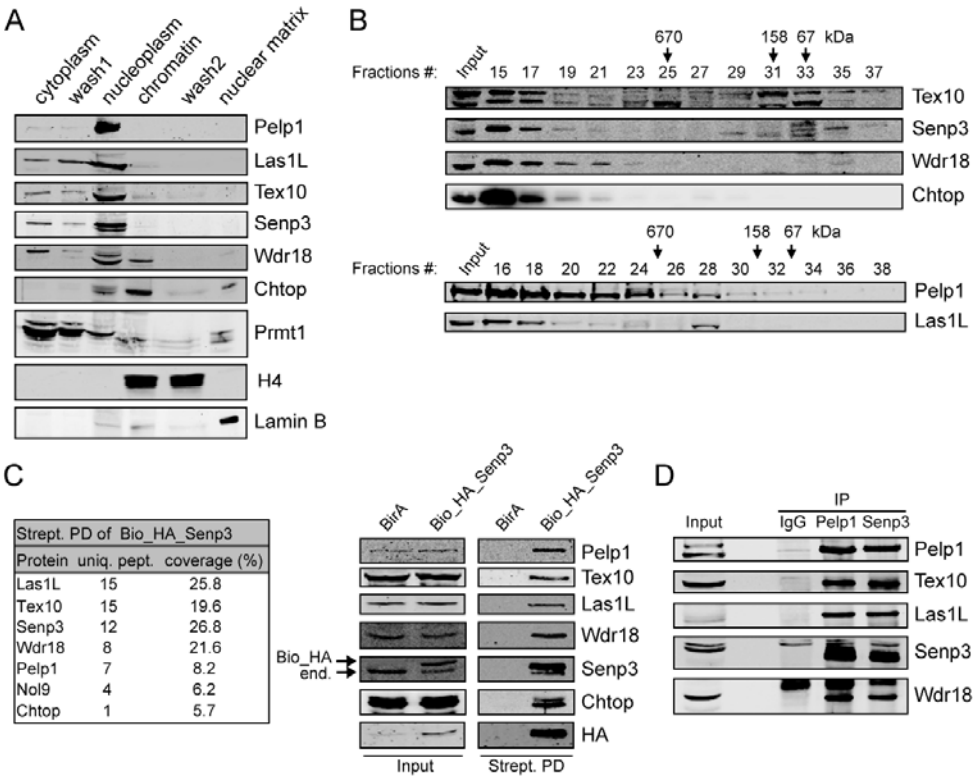 A
cytoplasm
wash1
nucleoplasm
chromatin
wash2
nuclear matrix
Pelp1
Las1L
Tex10
Senp3
Wdr18
Chtop
Prmt1
H4
Lamin B
B
670 158 67 kDa
Fractions #: Input 15 17 19 21 23 25 27 29 31 33 35 37
Tex10
Senp3
Wdr18
Chtop
670 158 67 kDa
Fractions #: Input 16 18 20 22 24 26 28 30 32 34 36 38
Pelp1
Las1L
C
Strept. PD of Bio_HA_Senp3
Protein uniq. pept. coverage (%)
Las1L 15 25.8
Tex10 15 19.6
Senp3 12 26.8
Wdr18 8 21.6
Pelp1 7 8.2
Nol9 4 6.2
Chtop 1 5.7
BirA
Bio_HA_Senp3
BirA
Bio_HA_Senp3
Pelp1
Tex10
Las1L
Wdr18
Bio_HA
end.
Senp3
Chtop
HA
Input Strept. PD
D
IP
Input IgG Pelp1 Senp3
Pelp1
Tex10
Las1L
Senp3
Wdr18